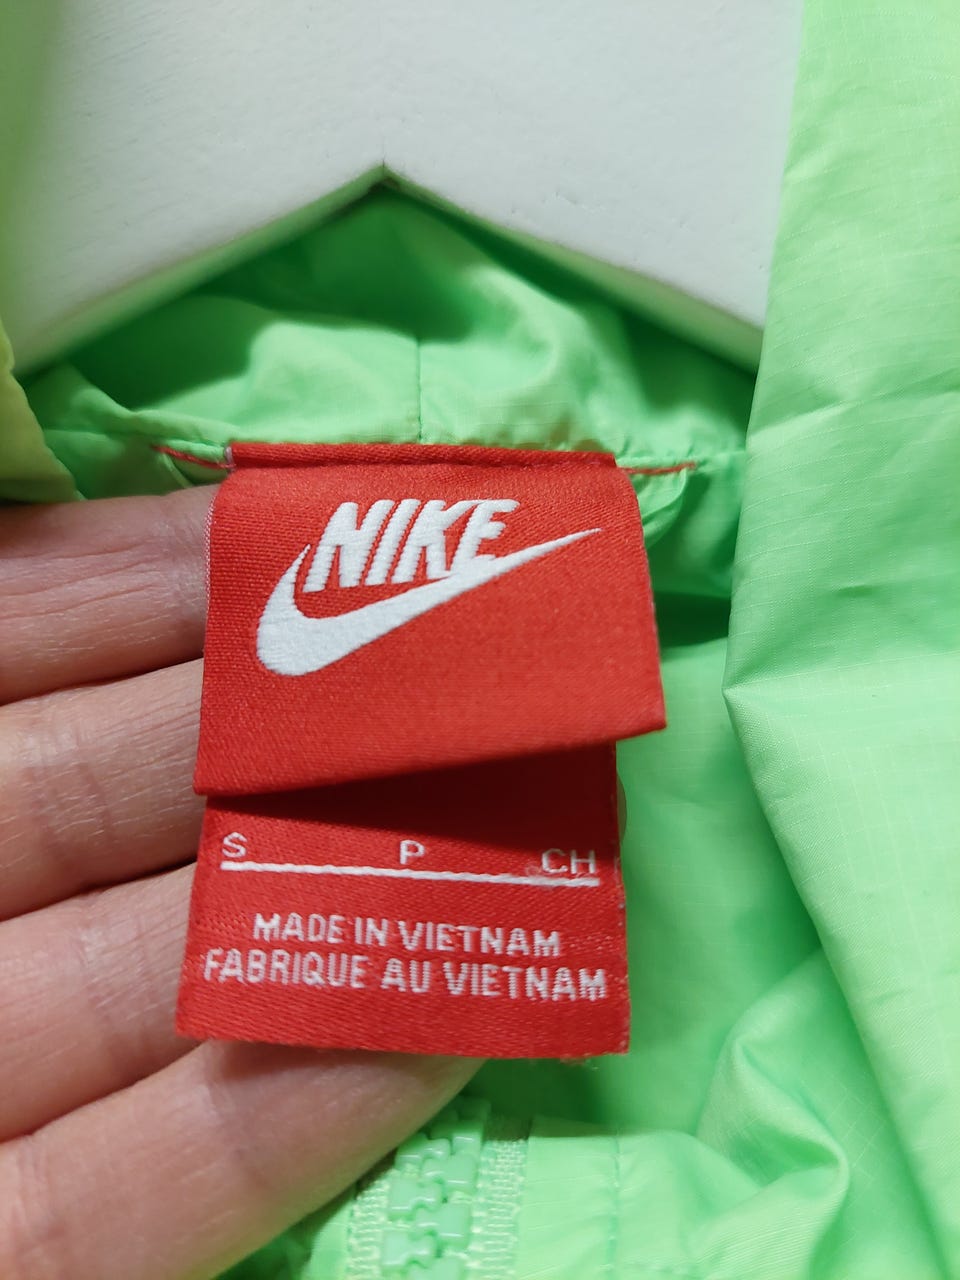 NIKE
S P CH
MADE IN VIETNAM
FABRIQUE AU VIETNAM